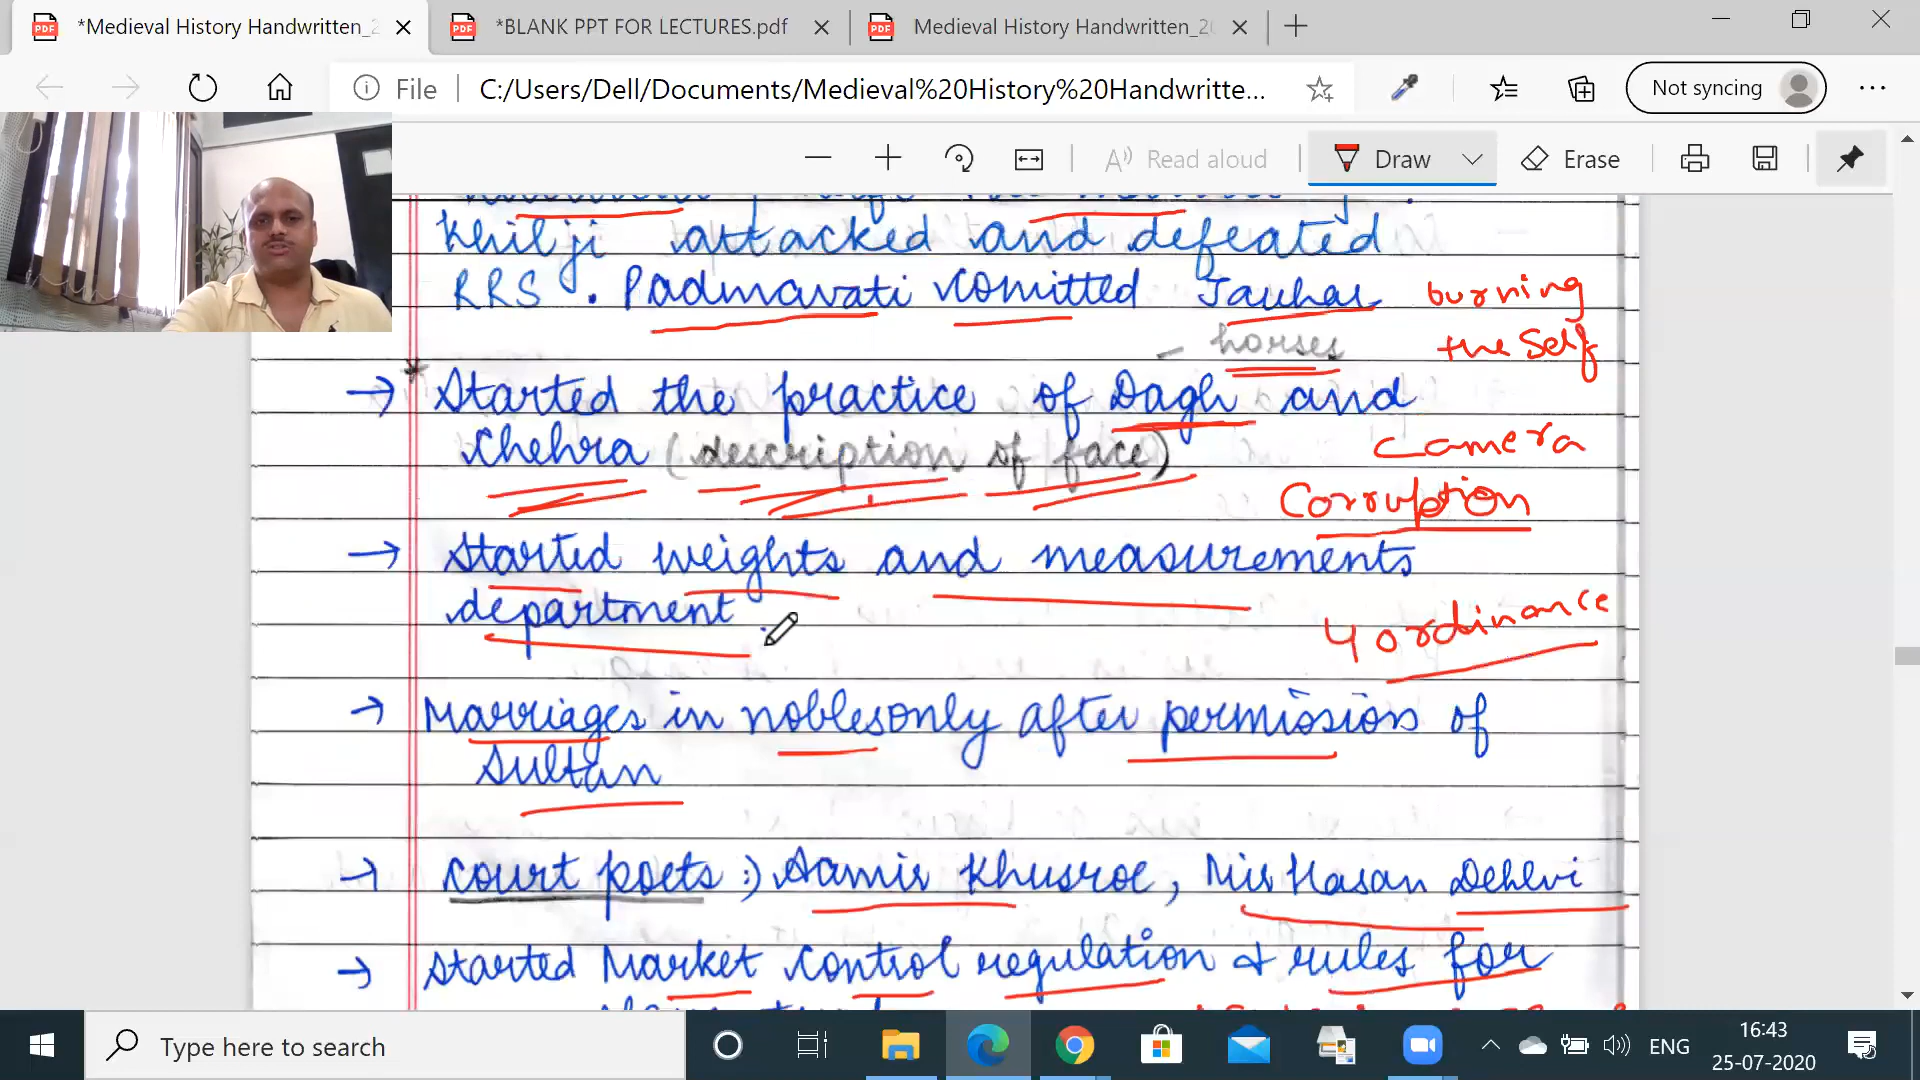 *Medieval History Handwritten_2
*BLANK PPT FOR LECTURES.pdf
Medieval History Handwritten_20
File
C:/Users/Dell/Documents/Medieval%20History%20Handwritte...
Not syncing
Read aloud
Draw
Erase
Khilji attacked and defeated
RRS. Padmavati comitted Jauhar
burning
the Self
- horses
→ * Started the practice of Dagh and
chehra (description of face)
camera
Corruption
→ Started weights and measurements
department.
4 ordinance
→ Marriages in nobles only after permission of
Sultan
→ court poets :) Aamir Khusroe, Mir Hasan Dehlvi
→ started Market control regulation & rules for
Type here to search
ENG
16:43
25-07-2020